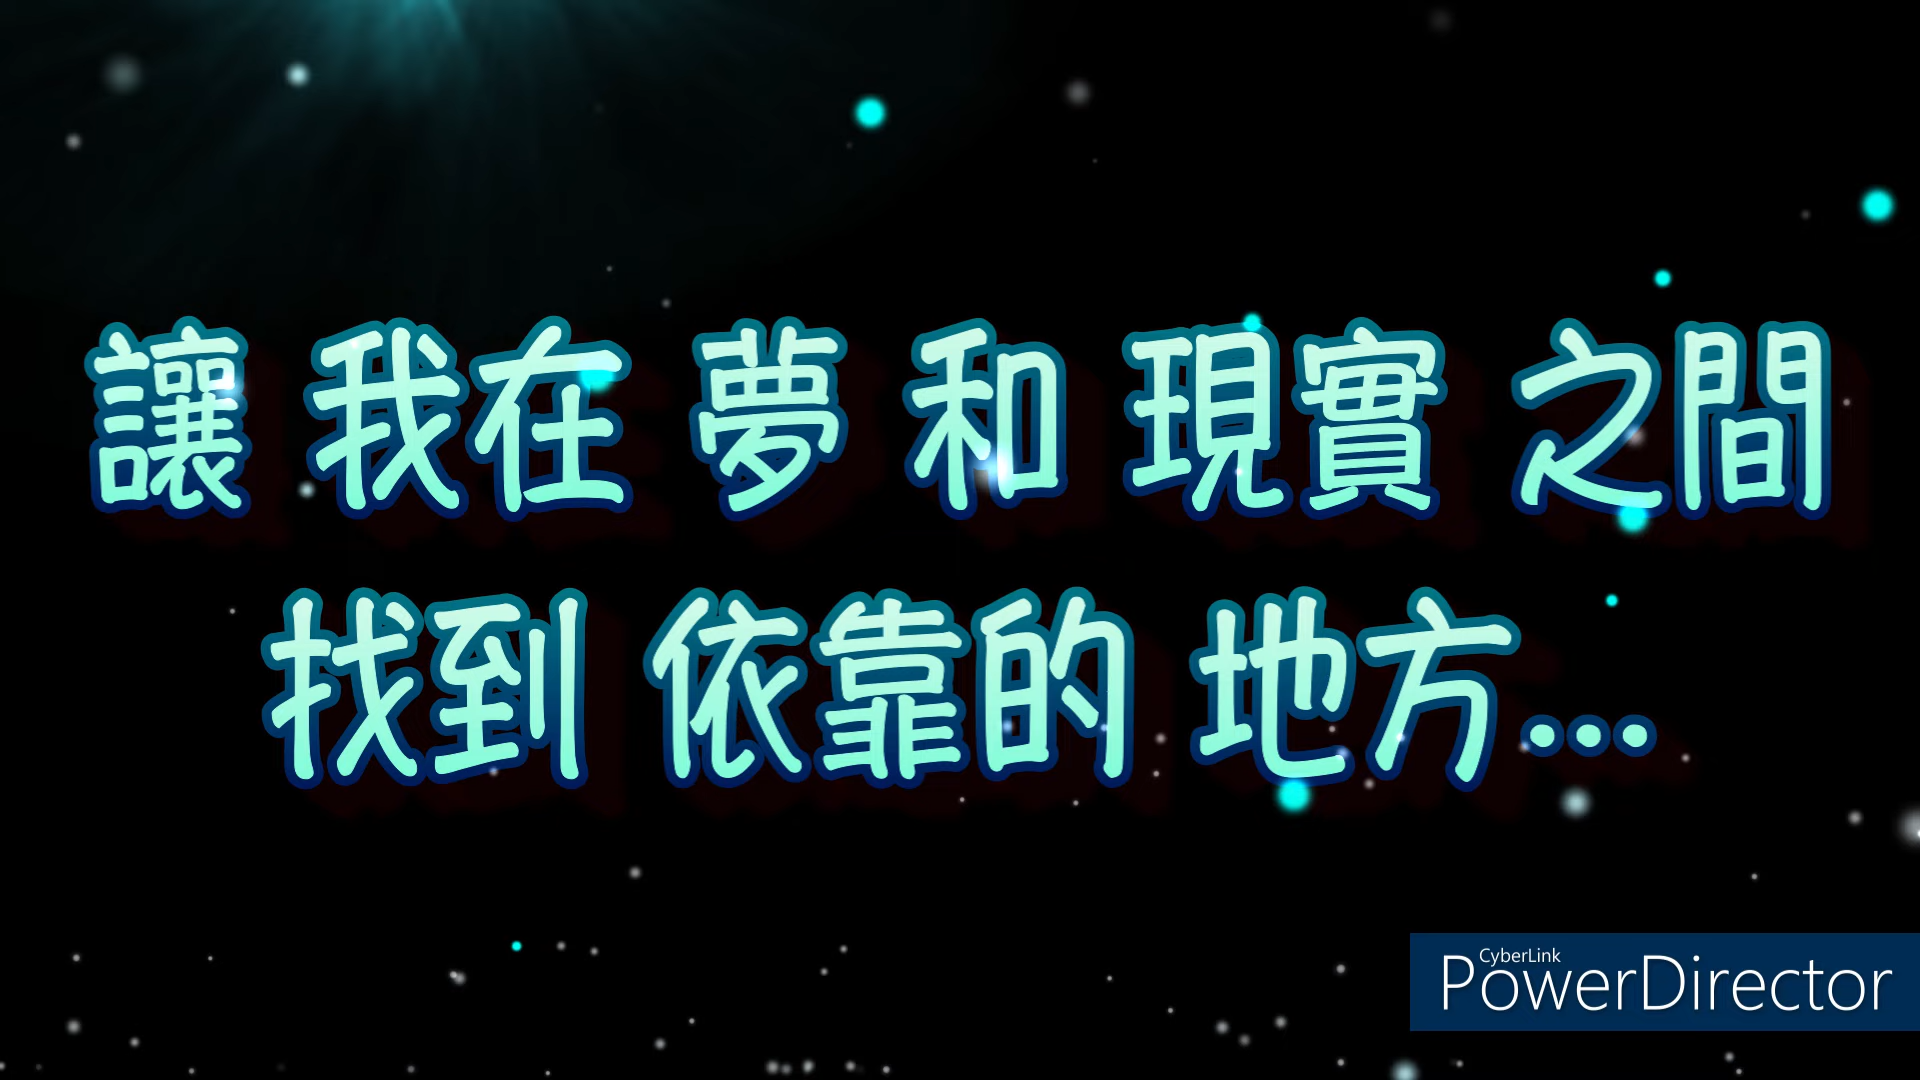 讓 我在 夢 和 現實 之間
找到 依靠的 地方...
CyberLink
PowerDirector